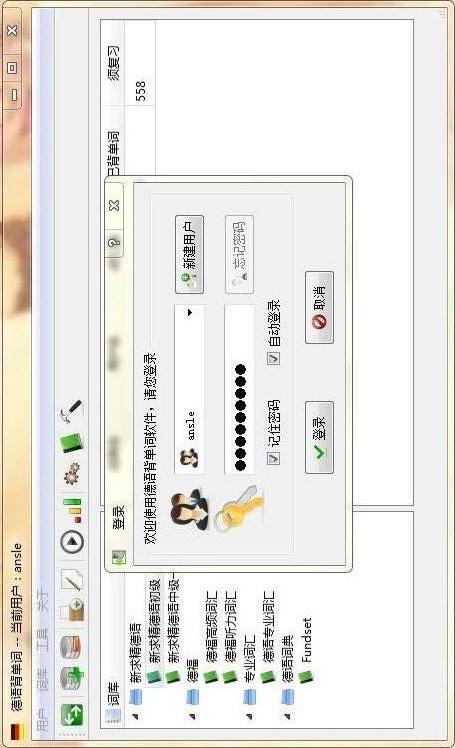 德语背单词 -- 当前用户：ansle
用户 词库 工具 关于
词库
已背单词
须复习
558
新求精德语
新求精德语初级
新求精德语中级
德福
德福高频词汇
德福听力词汇
专业词汇
德语专业词汇
德语词典
Fundset
登录
欢迎使用德语背单词软件，请您登录
ansle
新建用户
忘记密码
记住密码
自动登录
登录
取消